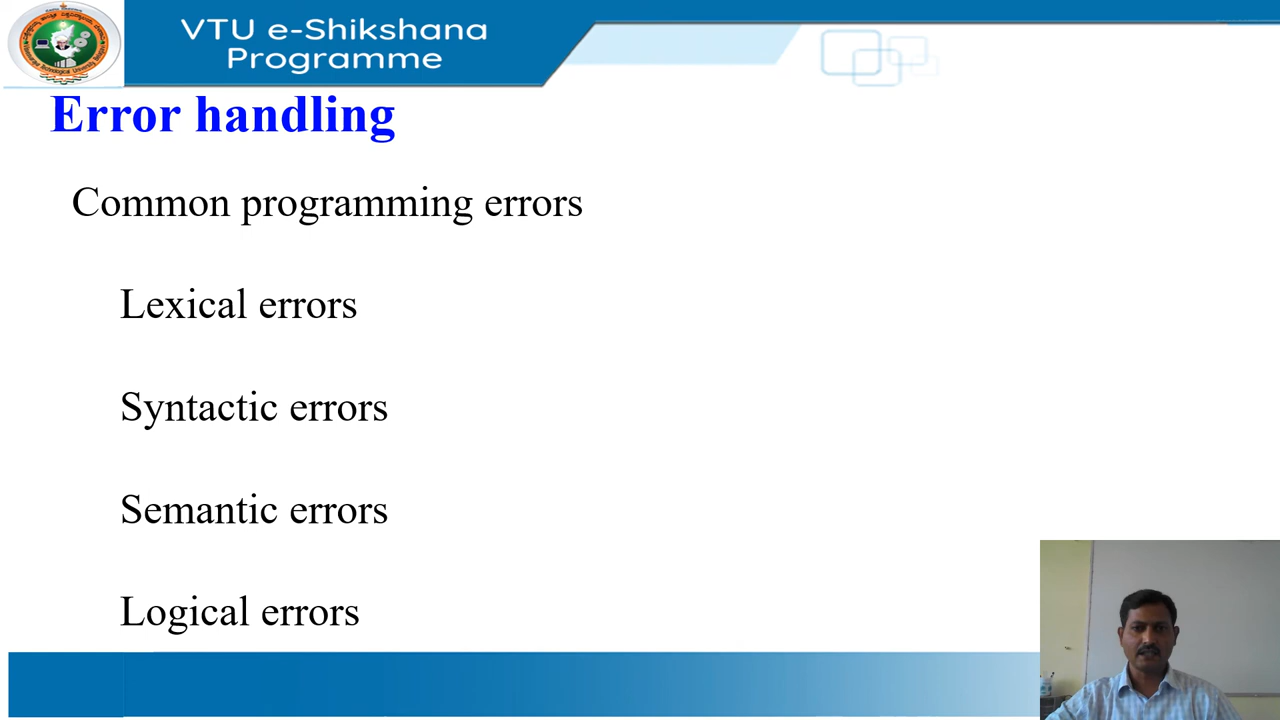 VTU e-Shikshana
Programme
Error handling
Common programming errors
Lexical errors
Syntactic errors
Semantic errors
Logical errors